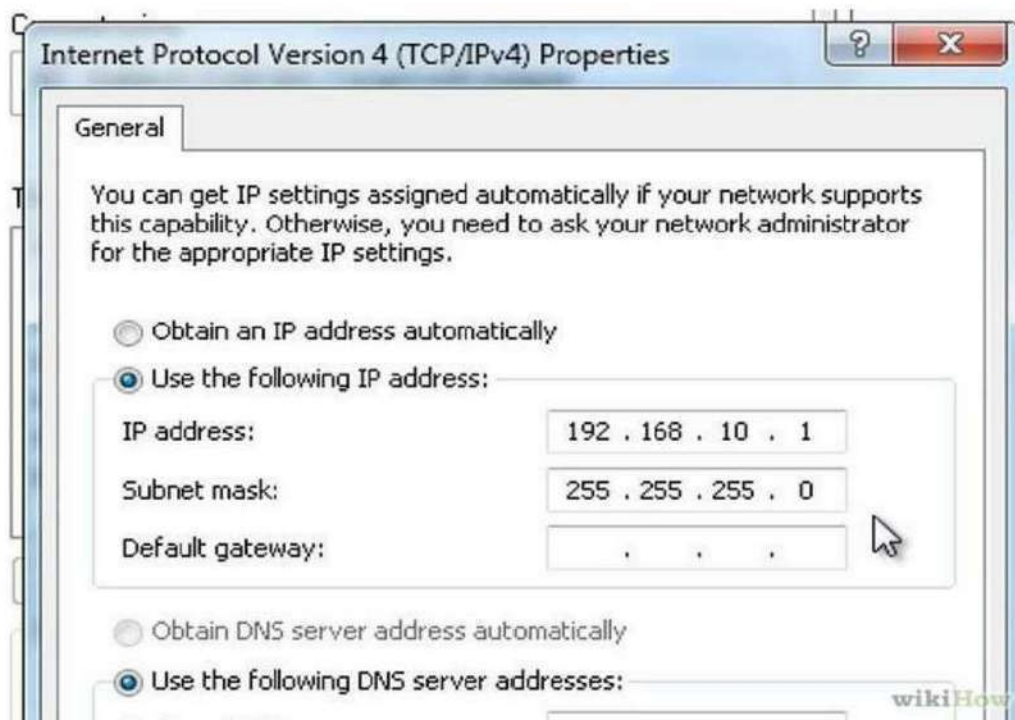 Internet Protocol Version 4 (TCP/IPv4) Properties
General
You can get IP settings assigned automatically if your network supports
this capability. Otherwise, you need to ask your network administrator
for the appropriate IP settings.
Obtain an IP address automatically
Use the following IP address:
IP address: 192 . 168 . 10 . 1
Subnet mask: 255 . 255 . 255 . 0
Default gateway: . . .
Obtain DNS server address automatically
Use the following DNS server addresses:
wikiHow